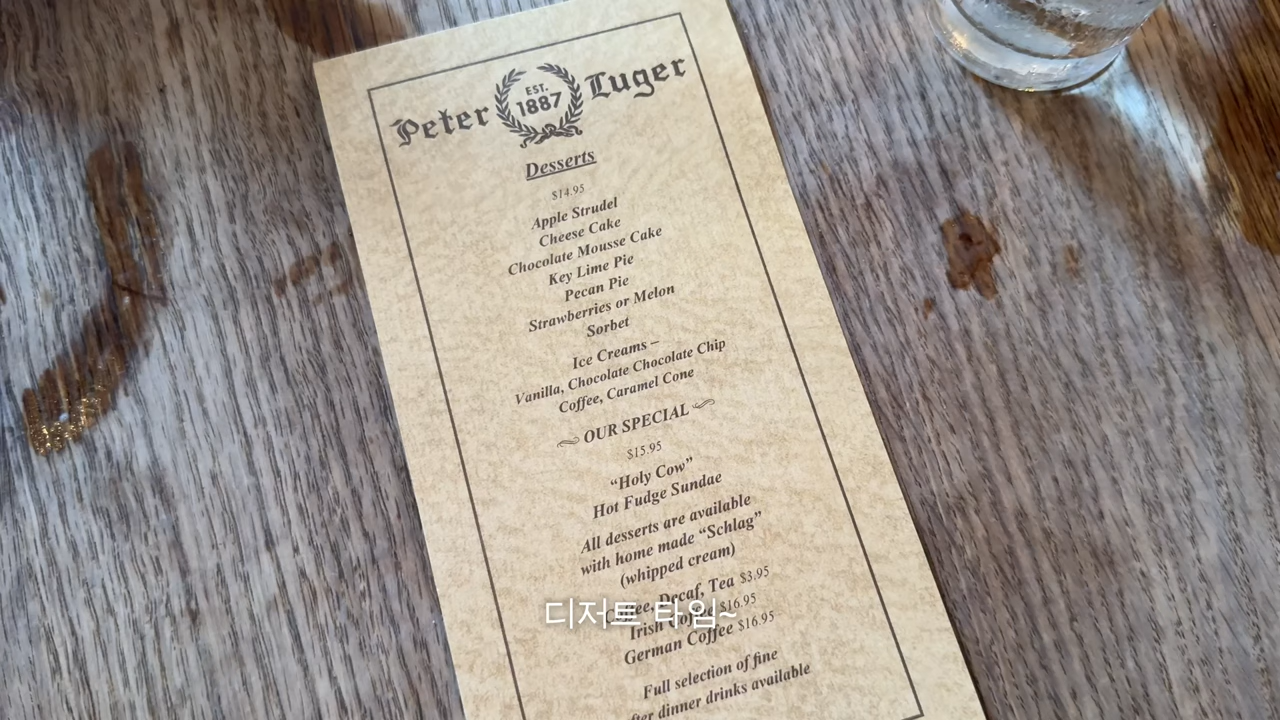 Peter Luger
EST.
1887
Desserts
$14.95
Apple Strudel
Cheese Cake
Chocolate Mousse Cake
Key Lime Pie
Pecan Pie
Strawberries or Melon
Sorbet
Ice Creams –
Vanilla, Chocolate Chocolate Chip
Coffee, Caramel Cone
OUR SPECIAL
$15.95
“Holy Cow”
Hot Fudge Sundae
All desserts are available
with home made “Schlag”
(whipped cream)
Coffee, Decaf, Tea $3.95
디저트 타임~
Irish Coffee $16.95
German Coffee $16.95
Full selection of fine
dinner drinks available